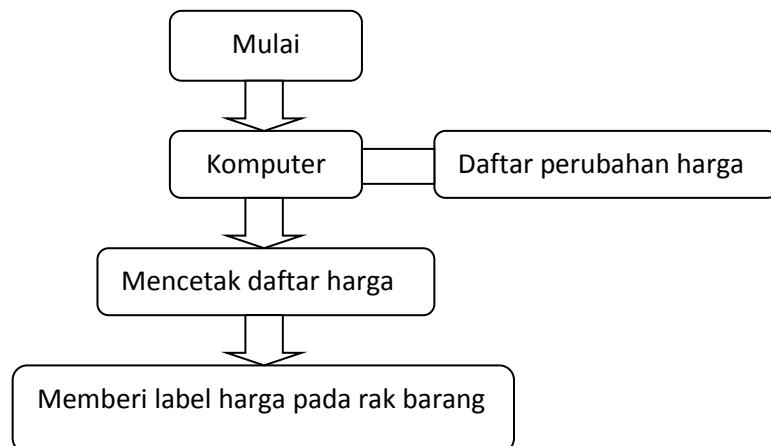 Mulai
Komputer
Daftar perubahan harga
Mencetak daftar harga
Memberi label harga pada rak barang